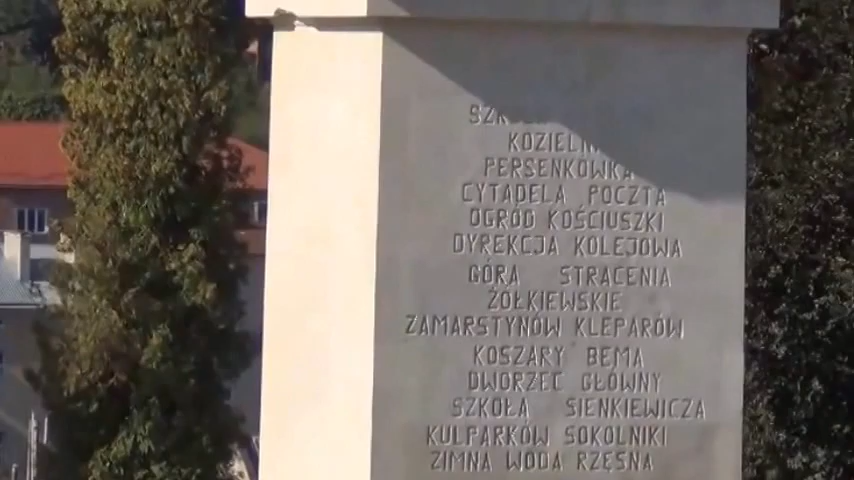 KOZIELNIKI
PERSENKÓWKA
CYTADELA POCZTA
OGRÓD KOŚCIUSZKI
DYREKCJA KOLEJOWA
GÓRA STRACENIA
ŻÓŁKIEWSKIE
ZAMARSTYNÓW KLEPARÓW
KOSZARY BEMA
DWORZEC GŁÓWNY
SZKOŁA SIENKIEWICZA
KULPARKÓW SOKOLNIKI
ZIMNA WODA RZĘSNA